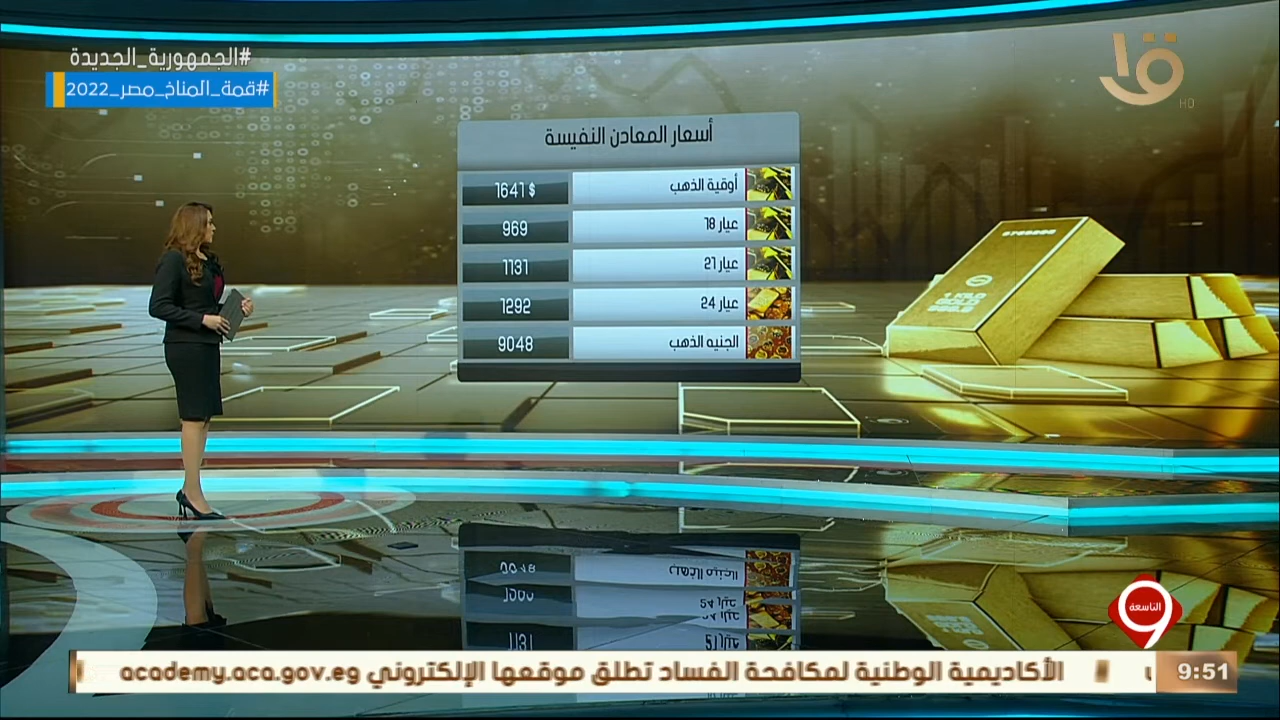 #الجمهورية_الجديدة
#قمة_المناخ_مصر_2022
HD
أسعار المعادن النفيسة
أوقية الذهب 1641 $
عيار 18 969
عيار 21 1131
عيار 24 1292
الجنيه الذهب 9048
التاسعة
9
9:51
الأكاديمية الوطنية لمكافحة الفساد تطلق موقعها الإلكتروني academy.aca.gov.eg